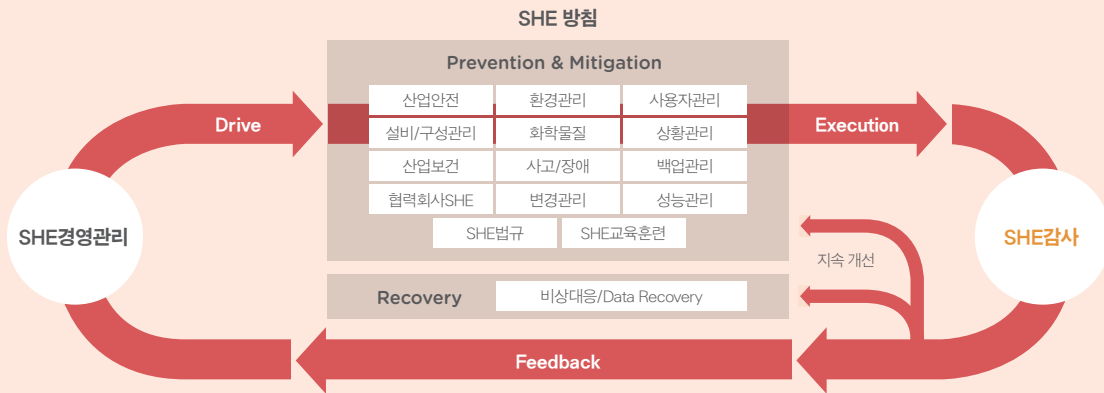 SHE 방침
Prevention & Mitigation
산업안전 환경관리 사용자관리
Drive
Execution
설비/구성관리 화학물질 상황관리
산업보건 사고/장애 백업관리
협력회사SHE 변경관리 성능관리
SHE법규 SHE교육훈련
SHE경영관리
SHE감사
지속 개선
Recovery 비상대응/Data Recovery
Feedback